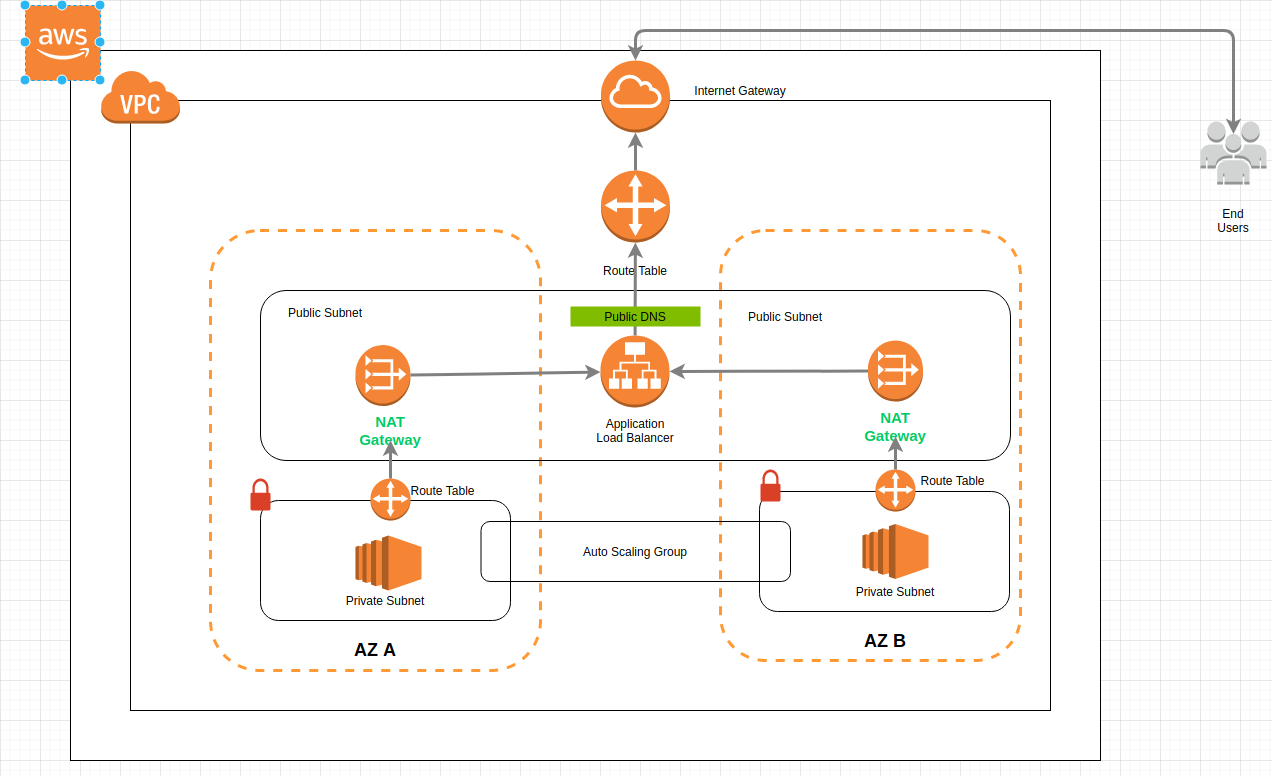 aws
VPC
Internet Gateway
End
Users
Route Table
Public Subnet
Public DNS
Public Subnet
NAT
Gateway
Application
Load Balancer
NAT
Gateway
Route Table
Route Table
Auto Scaling Group
Private Subnet
Private Subnet
AZ A
AZ B